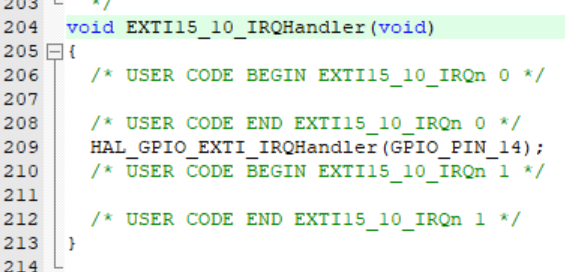 203 */
204 void EXTI15_10_IRQHandler(void)
205 {
206 /* USER CODE BEGIN EXTI15_10_IRQn 0 */
207
208 /* USER CODE END EXTI15_10_IRQn 0 */
209 HAL_GPIO_EXTI_IRQHandler(GPIO_PIN_14);
210 /* USER CODE BEGIN EXTI15_10_IRQn 1 */
211
212 /* USER CODE END EXTI15_10_IRQn 1 */
213 }
214